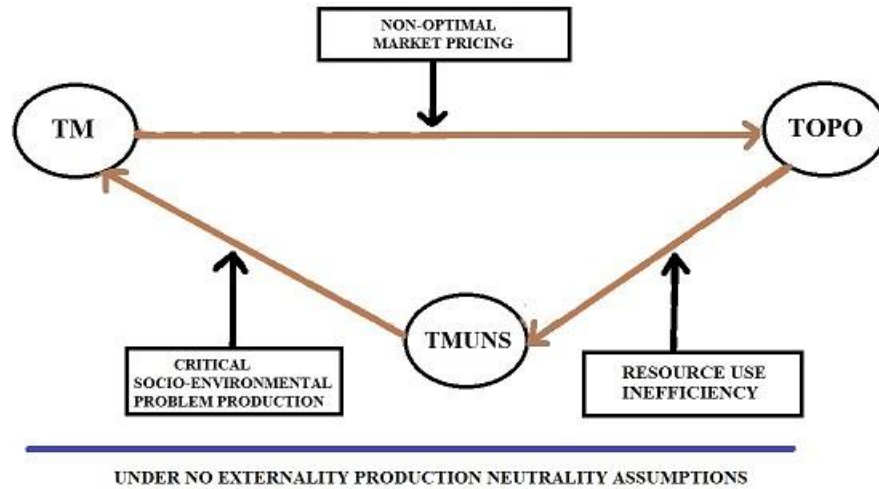 NON-OPTIMAL
MARKET PRICING
TM
TOPO
TMUNS
CRITICAL
SOCIO-ENVIRONMENTAL
PROBLEM PRODUCTION
RESOURCE USE
INEFFICIENCY
UNDER NO EXTERNALITY PRODUCTION NEUTRALITY ASSUMPTIONS